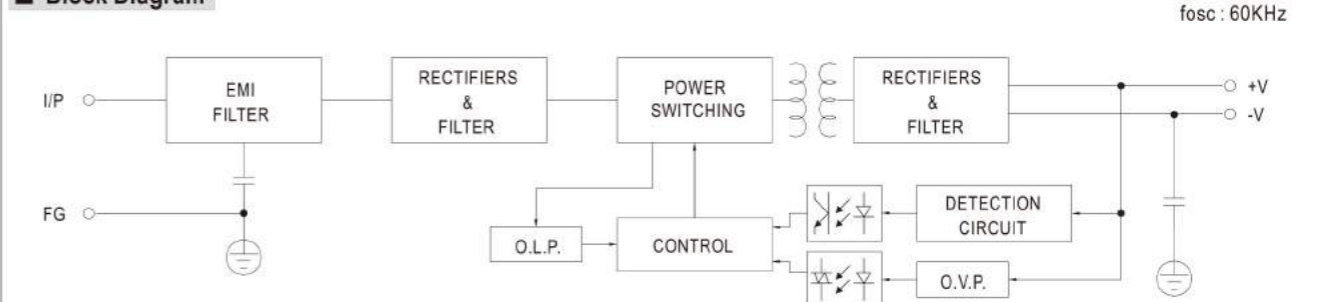 ■ Block Diagram
fosc : 60KHz
I/P
EMI
FILTER
RECTIFIERS
&
FILTER
POWER
SWITCHING
RECTIFIERS
&
FILTER
+V
-V
FG
O.L.P.
CONTROL
DETECTION
CIRCUIT
O.V.P.